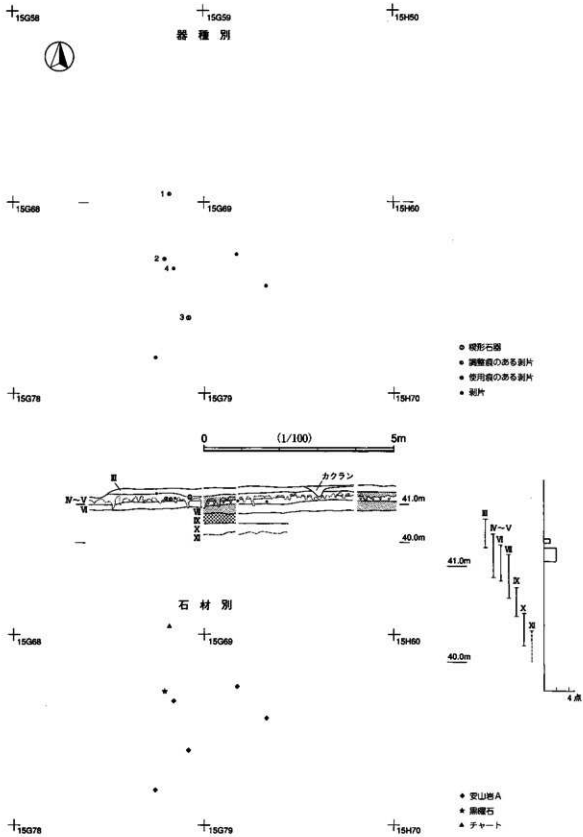 15G58
15G59
15H50
器種別
1
15G68
15G69
15H60
2
4
3
楔形石器
調整痕のある剥片
使用痕のある剥片
剥片
15G78
15G79
15H70
0 (1/100) 5m
III
カクラン
IV～V
VI
VII
IX
X
XI
41.0m
40.0m
III
IV～V
VI
VII
IX
X
XI
41.0m
40.0m
4点
石材別
15G68
15G69
15H60
安山岩A
黒曜石
チャート
15G78
15G79
15H70